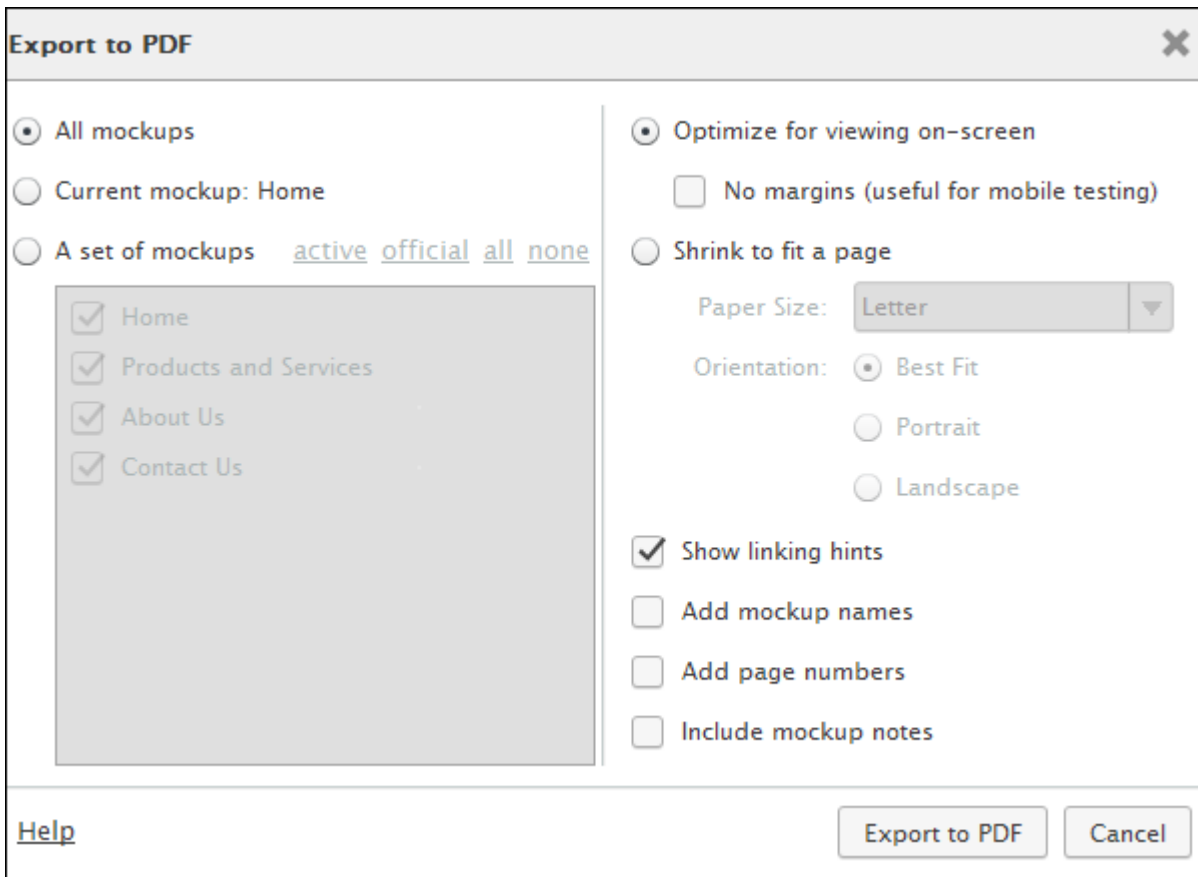 Export to PDF
All mockups
Current mockup: Home
A set of mockups active official all none
Home
Products and Services
About Us
Contact Us
Optimize for viewing on-screen
No margins (useful for mobile testing)
Shrink to fit a page
Paper Size: Letter
Orientation: Best Fit
Portrait
Landscape
Show linking hints
Add mockup names
Add page numbers
Include mockup notes
Help Export to PDF Cancel